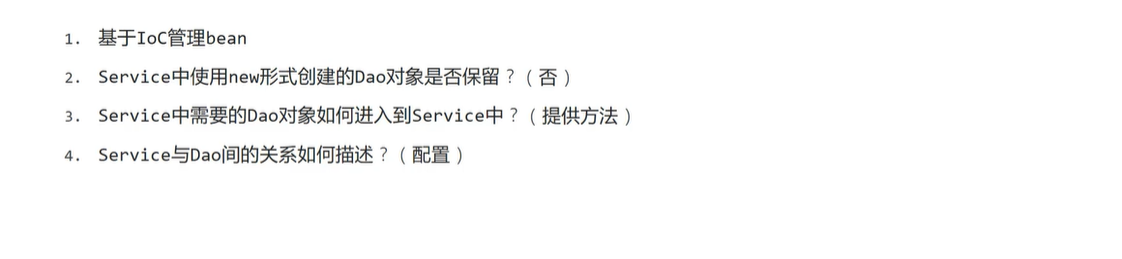 1. 基于IoC管理bean
2. Service中使用new形式创建的Dao对象是否保留？（否）
3. Service中需要的Dao对象如何进入到Service中？（提供方法）
4. Service与Dao间的关系如何描述？（配置）